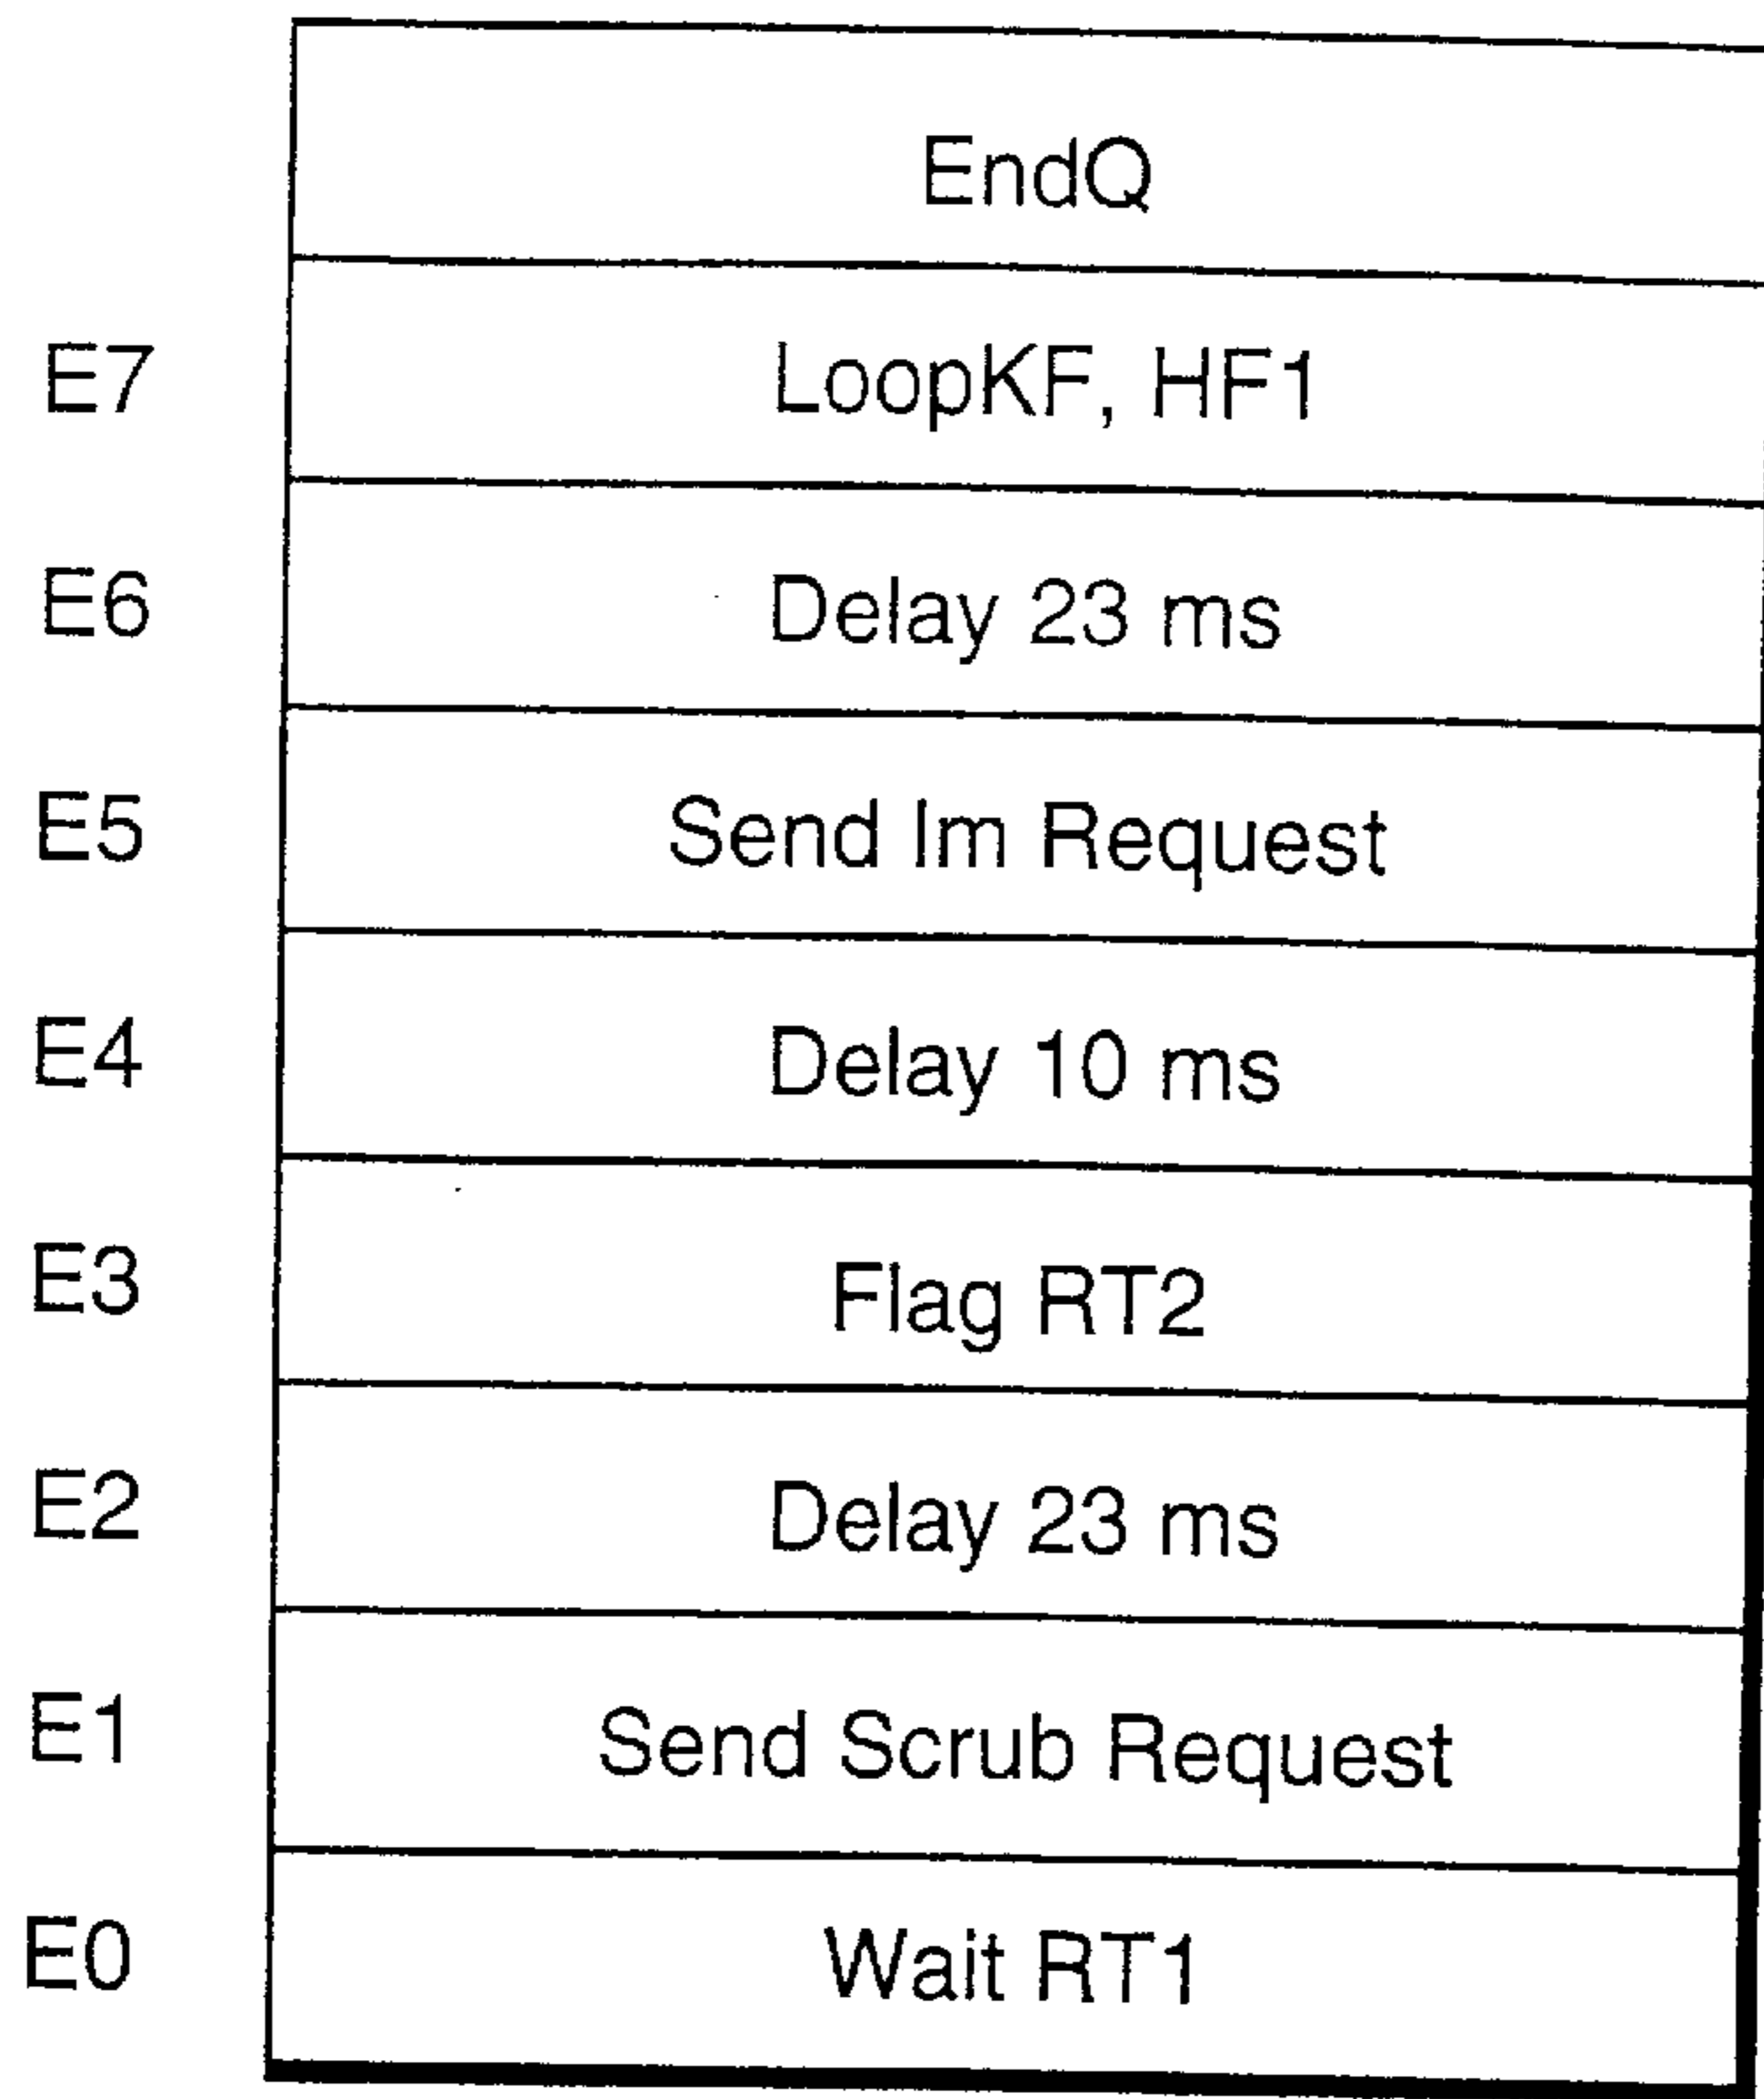 EndQ
E7 LoopKF, HF1
E6 Delay 23 ms
E5 Send Im Request
E4 Delay 10 ms
E3 Flag RT2
E2 Delay 23 ms
E1 Send Scrub Request
E0 Wait RT1